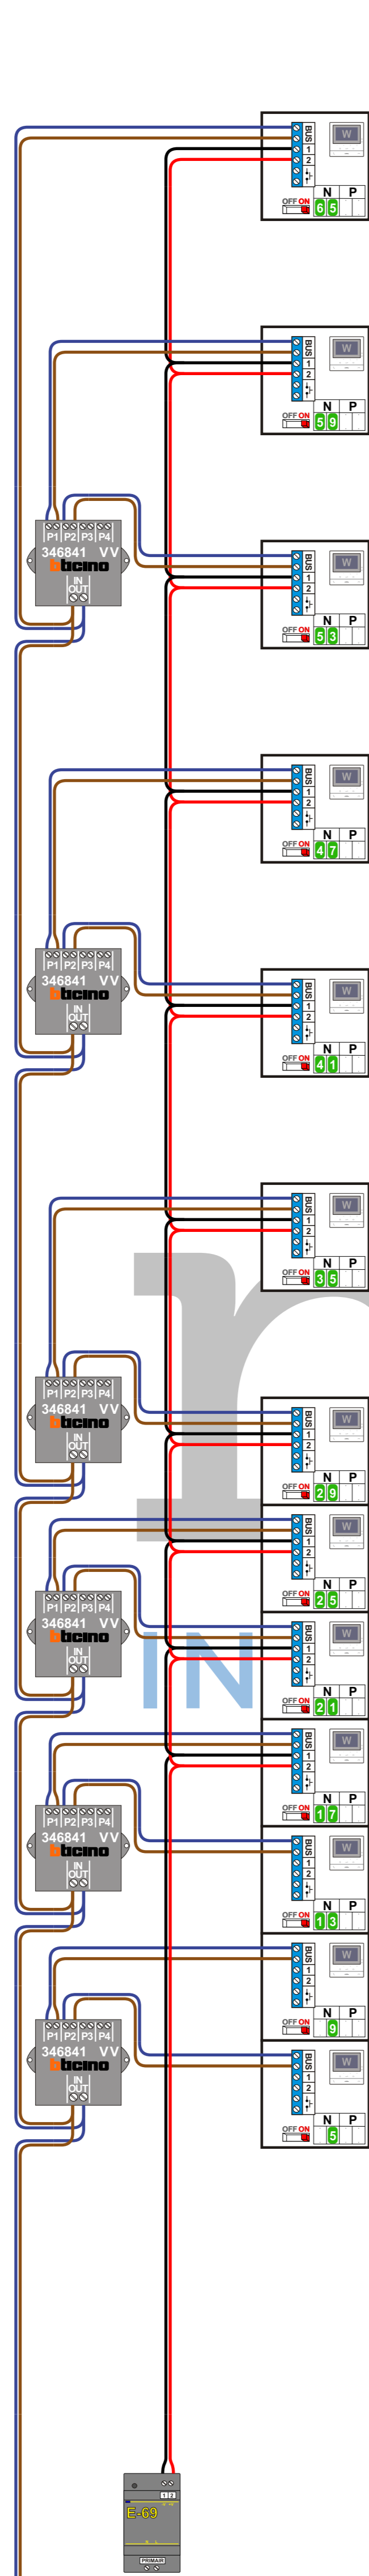 BUS
1
2
W
N P
OFF ON
6 5
BUS
1
2
W
N P
OFF ON
5 9
P1 P2 P3 P4
346841 VV
bticino
IN
OUT
BUS
1
2
W
N P
OFF ON
5 3
BUS
1
2
W
N P
OFF ON
4 7
P1 P2 P3 P4
346841 VV
bticino
IN
OUT
BUS
1
2
W
N P
OFF ON
4 1
BUS
1
2
W
N P
OFF ON
3 5
P1 P2 P3 P4
346841 VV
bticino
IN
OUT
BUS
1
2
W
N P
OFF ON
2 9
BUS
1
2
W
N P
OFF ON
2 5
P1 P2 P3 P4
346841 VV
bticino
IN
OUT
BUS
1
2
W
N P
OFF ON
2 1
IN
BUS
1
2
W
N P
OFF ON
1 7
P1 P2 P3 P4
346841 VV
bticino
IN
OUT
BUS
1
2
W
N P
OFF ON
1 3
BUS
1
2
W
N P
OFF ON
9
P1 P2 P3 P4
346841 VV
bticino
IN
OUT
BUS
1
2
W
N P
OFF ON
5
1 2
E-69
PRIMAIR